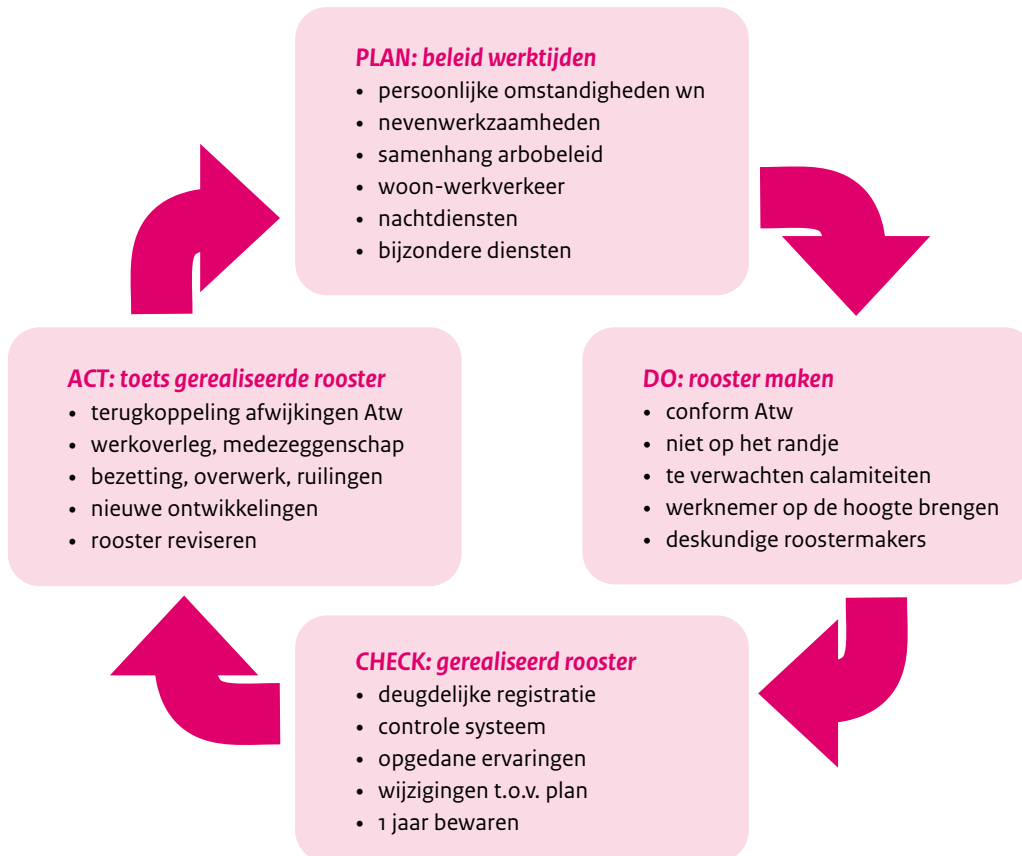 PLAN: beleid werktijden
• persoonlijke omstandigheden wn
• nevenwerkzaamheden
• samenhang arbobeleid
• woon-werkverkeer
• nachtdiensten
• bijzondere diensten
ACT: toets gerealiseerde rooster
• terugkoppeling afwijkingen Atw
• werkoverleg, medezeggenschap
• bezetting, overwerk, ruilingen
• nieuwe ontwikkelingen
• rooster reviseren
DO: rooster maken
• conform Atw
• niet op het randje
• te verwachten calamiteiten
• werknemer op de hoogte brengen
• deskundige roostermakers
CHECK: gerealiseerd rooster
• deugdelijke registratie
• controle systeem
• opgedane ervaringen
• wijzigingen t.o.v. plan
• 1 jaar bewaren